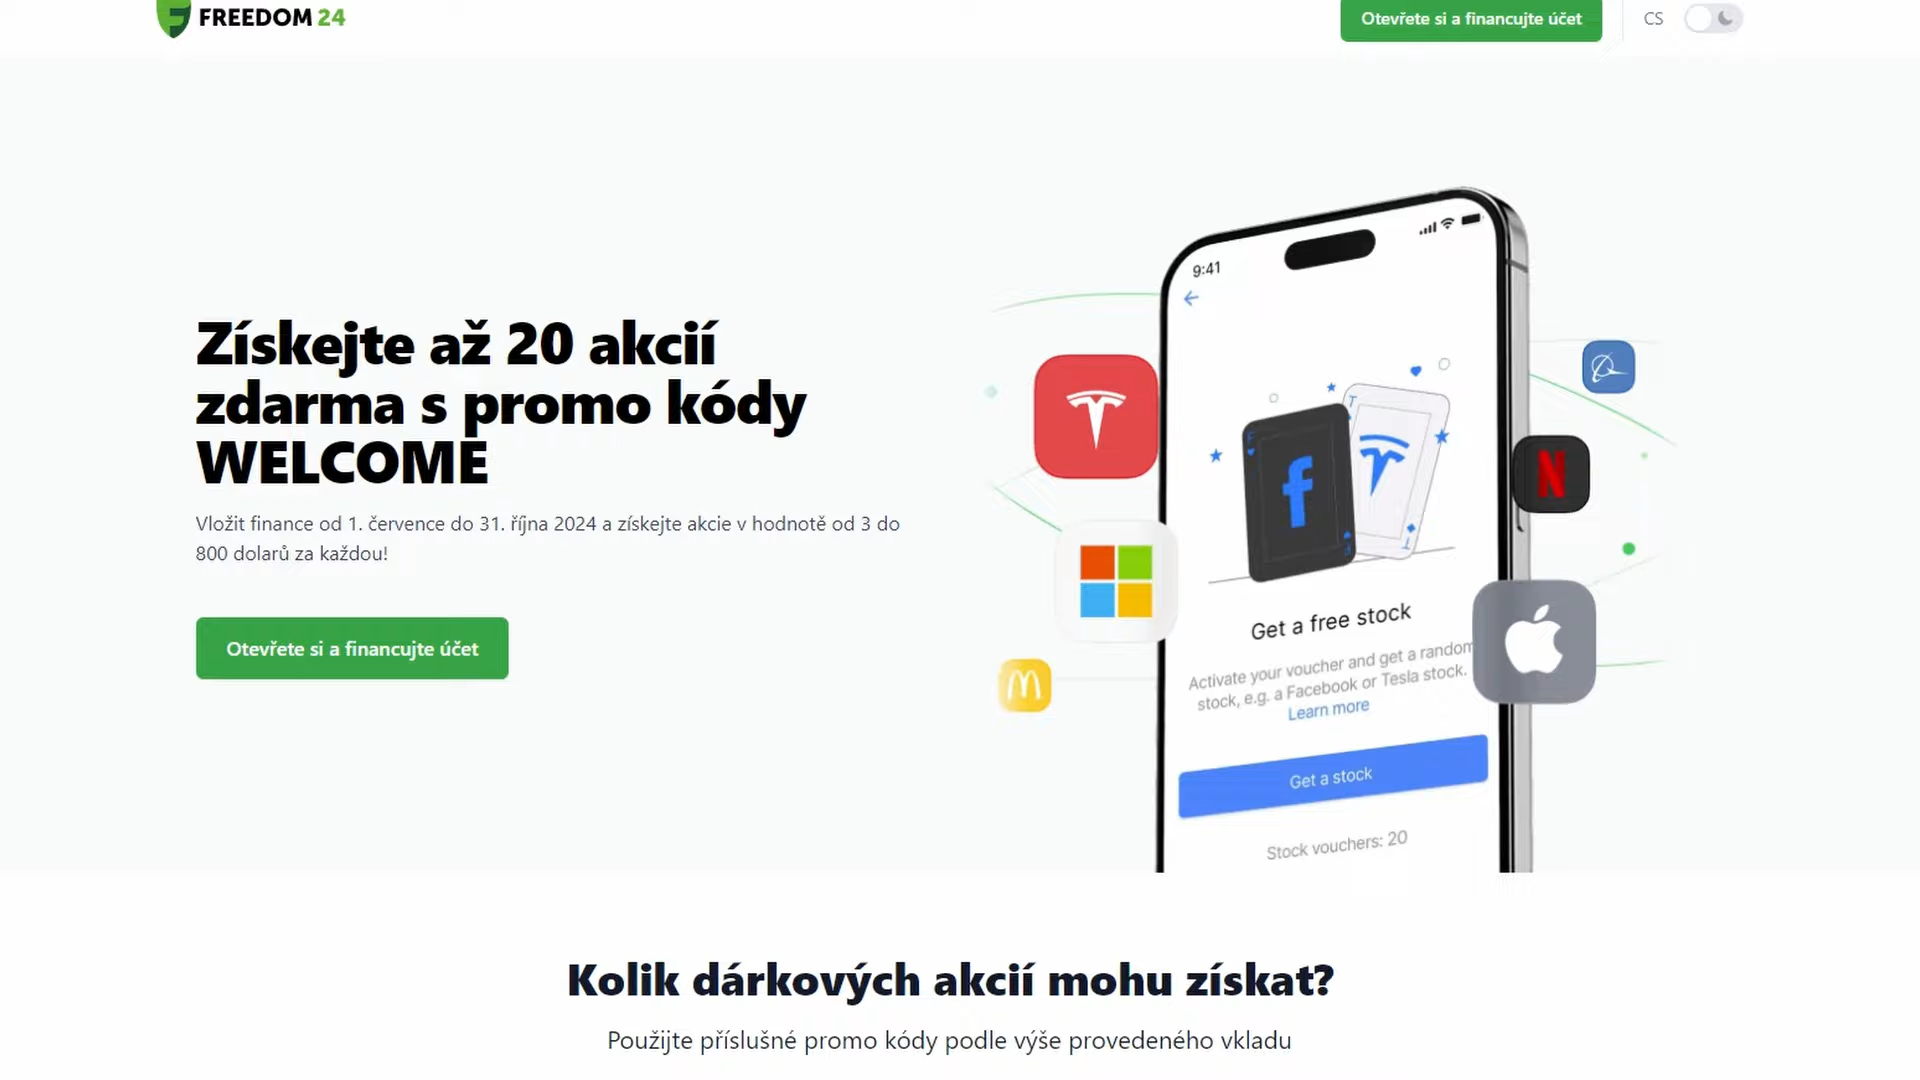 FREEDOM 24
Otevřete si a financujte účet
CS
Získejte až 20 akcií
zdarma s promo kódy
WELCOME
Vložit finance od 1. července do 31. října 2024 a získejte akcie v hodnotě od 3 do
800 dolarů za každou!
Otevřete si a financujte účet
9:41
Get a free stock
Activate your voucher and get a random
stock, e.g. a Facebook or Tesla stock.
Learn more
Get a stock
Stock vouchers: 20
Kolik dárkových akcií mohu získat?
Použijte příslušné promo kódy podle výše provedeného vkladu